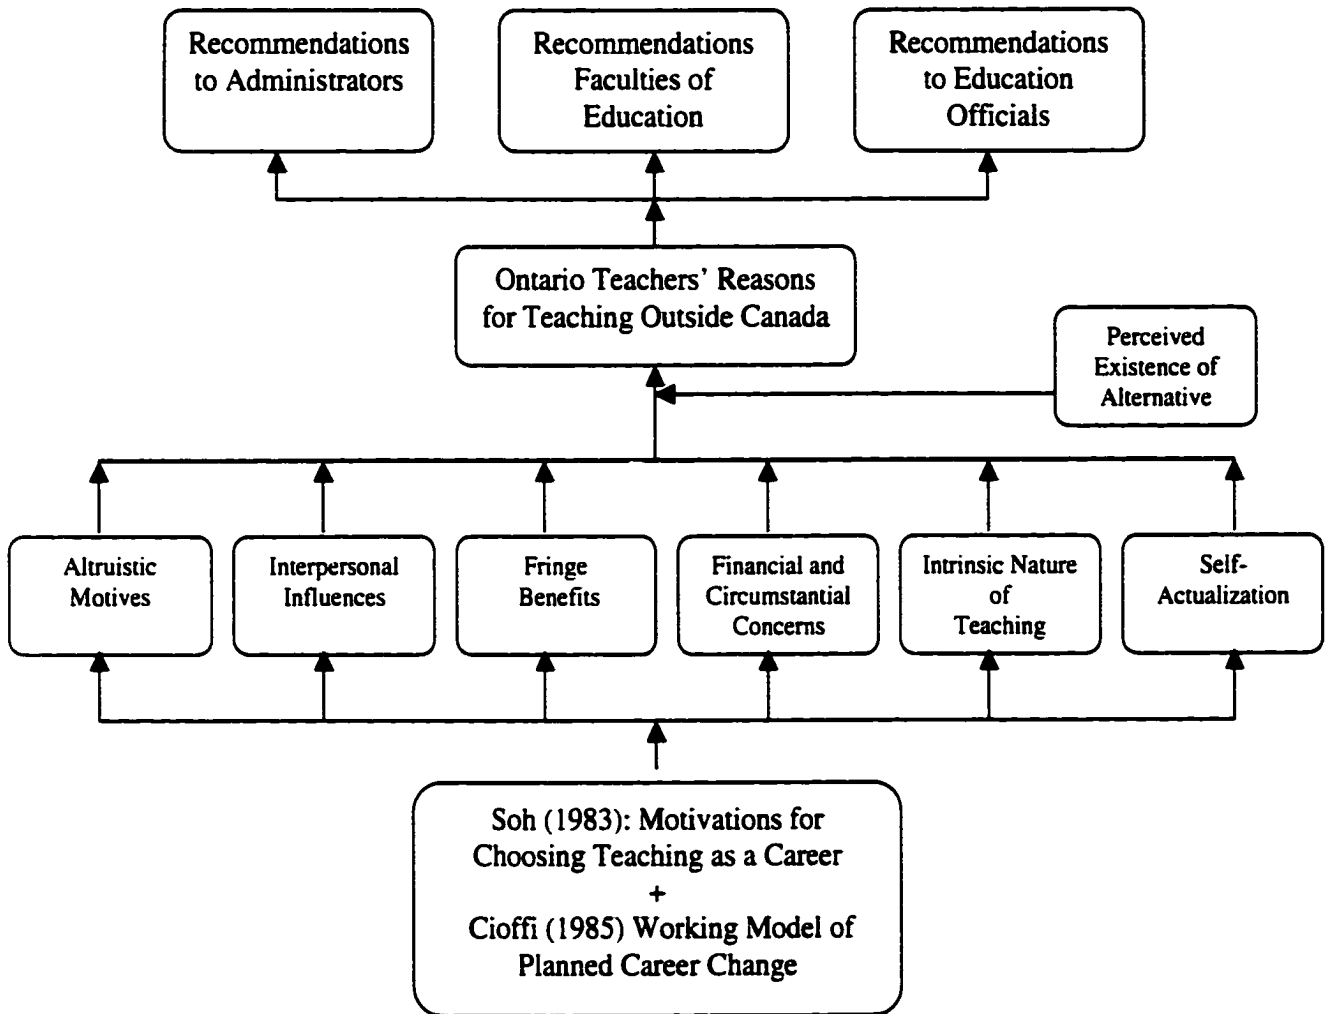 Recommendations
to Administrators
Recommendations
Faculties of
Education
Recommendations
to Education
Officials
Ontario Teachers' Reasons
for Teaching Outside Canada
Perceived
Existence of
Alternative
Altruistic
Motives
Interpersonal
Influences
Fringe
Benefits
Financial and
Circumstantial
Concerns
Intrinsic Nature
of
Teaching
Self-
Actualization
Soh (1983): Motivations for
Choosing Teaching as a Career
+
Cioffi (1985) Working Model of
Planned Career Change